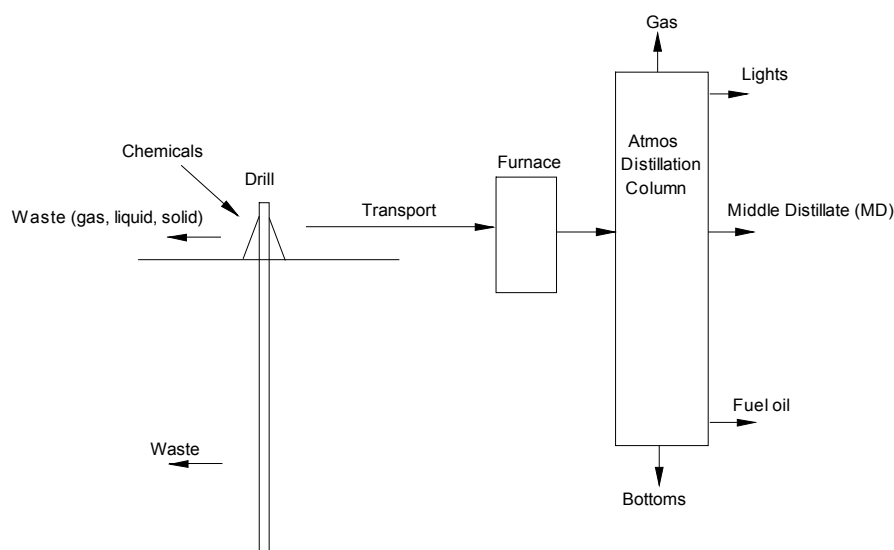 Gas
Lights
Chemicals
Drill
Waste (gas, liquid, solid)
Transport
Furnace
Atmos
Distillation
Column
Middle Distillate (MD)
Fuel oil
Waste
Bottoms